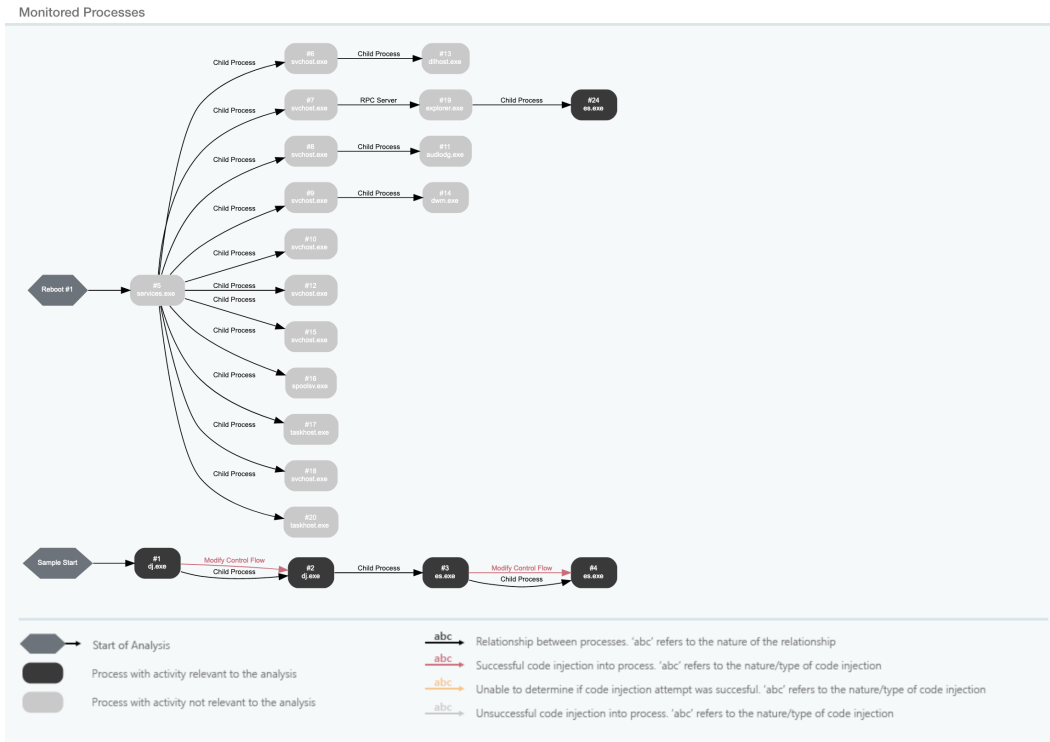 Monitored Processes
#6
svchost.exe
Child Process
#13
dllhost.exe
Child Process
#7
svchost.exe
RPC Server
#19
explorer.exe
Child Process
#24
es.exe
Child Process
#8
svchost.exe
Child Process
#11
audiodg.exe
Child Process
#9
svchost.exe
Child Process
#14
dwm.exe
Child Process
#10
svchost.exe
Child Process
Reboot #1
#5
services.exe
Child Process
#12
svchost.exe
Child Process
#15
svchost.exe
Child Process
#16
spoolsv.exe
Child Process
#17
taskhost.exe
Child Process
#18
svchost.exe
Child Process
#20
taskhost.exe
Sample Start
#1
dj.exe
Modify Control Flow
Child Process
#2
dj.exe
Child Process
#3
es.exe
Modify Control Flow
Child Process
#4
es.exe
Start of Analysis
Process with activity relevant to the analysis
Process with activity not relevant to the analysis
abc
Relationship between processes. 'abc' refers to the nature of the relationship
abc
Successful code injection into process. 'abc' refers to the nature/type of code injection
abc
Unable to determine if code injection attempt was succesful. 'abc' refers to the nature/type of code injection
abc
Unsuccessful code injection into process. 'abc' refers to the nature/type of code injection